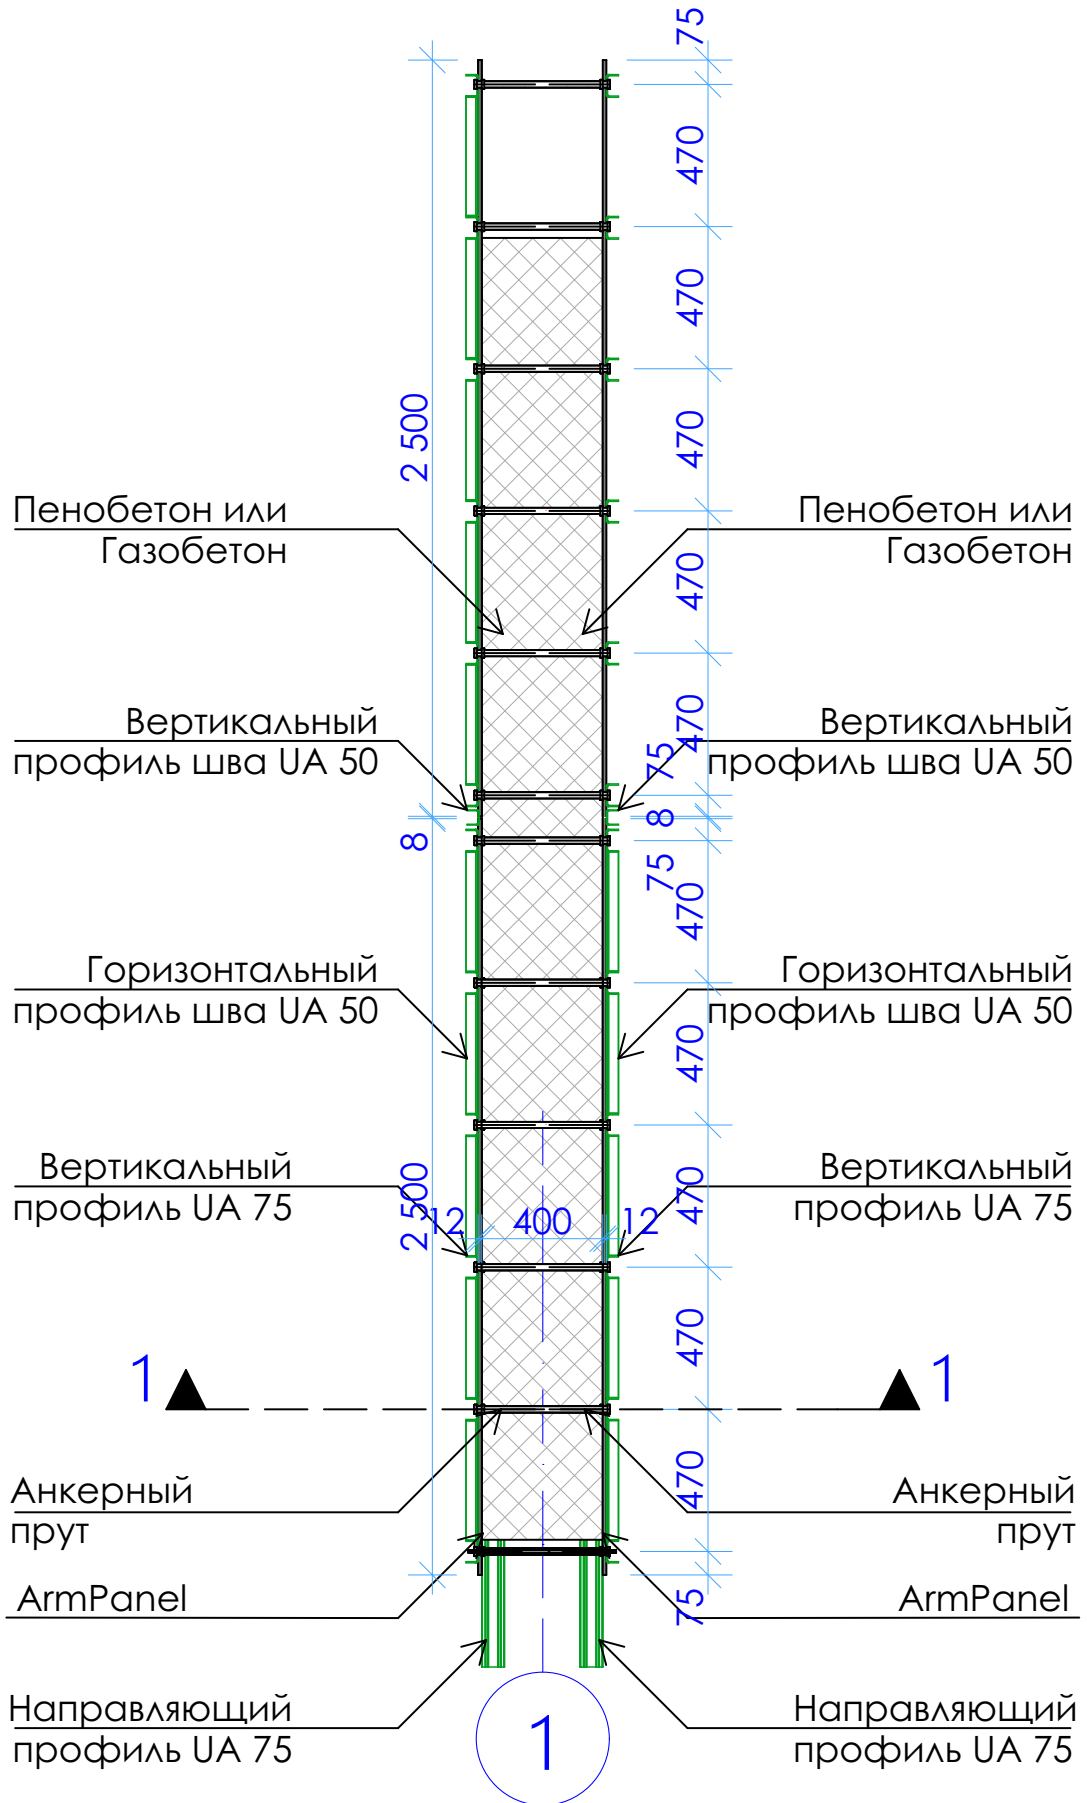 75
470
470
2 500
470
Пенобетон или
Газобетон
Пенобетон или
Газобетон
470
Вертикальный
профиль шва UA 50
470
75
Вертикальный
профиль шва UA 50
8
8
75
470
Горизонтальный
профиль шва UA 50
Горизонтальный
профиль шва UA 50
470
Вертикальный
профиль UA 75
2 500
12
400
12
470
Вертикальный
профиль UA 75
470
1
1
470
Анкерный
прут
Анкерный
прут
ArmPanel
75
ArmPanel
Направляющий
профиль UA 75
1
Направляющий
профиль UA 75